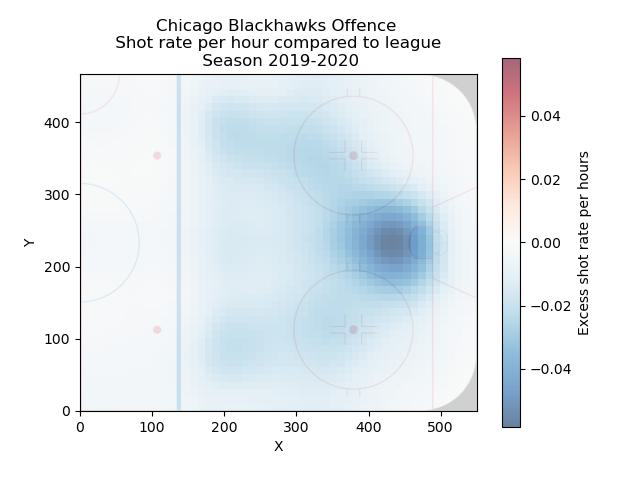 Chicago Blackhawks Offence
Shot rate per hour compared to league
Season 2019-2020
400
300
200
100
0
Y
0 100 200 300 400 500
X
0.04
0.02
0.00
−0.02
−0.04
Excess shot rate per hours